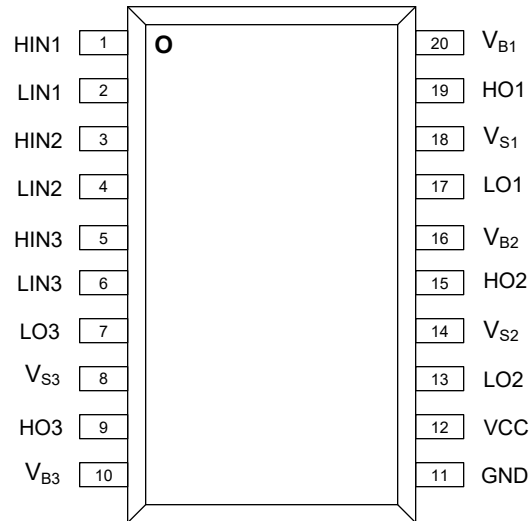 HIN1 1 O 20 VB1
LIN1 2 19 HO1
HIN2 3 18 VS1
LIN2 4 17 LO1
HIN3 5 16 VB2
LIN3 6 15 HO2
LO3 7 14 VS2
VS3 8 13 LO2
HO3 9 12 VCC
VB3 10 11 GND